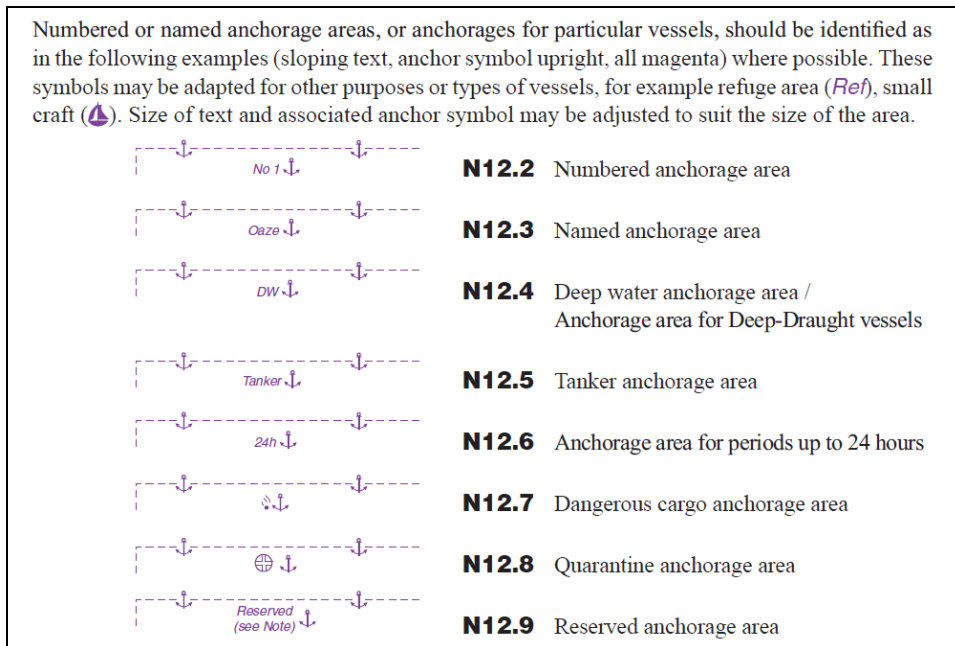 Numbered or named anchorage areas, or anchorages for particular vessels, should be identified as
in the following examples (sloping text, anchor symbol upright, all magenta) where possible. These
symbols may be adapted for other purposes or types of vessels, for example refuge area (Ref), small
craft (). Size of text and associated anchor symbol may be adjusted to suit the size of the area.
No 1 N12.2 Numbered anchorage area
Oaze N12.3 Named anchorage area
DW N12.4 Deep water anchorage area /
Anchorage area for Deep-Draught vessels
Tanker N12.5 Tanker anchorage area
24h N12.6 Anchorage area for periods up to 24 hours
N12.7 Dangerous cargo anchorage area
N12.8 Quarantine anchorage area
Reserved
(see Note) N12.9 Reserved anchorage area